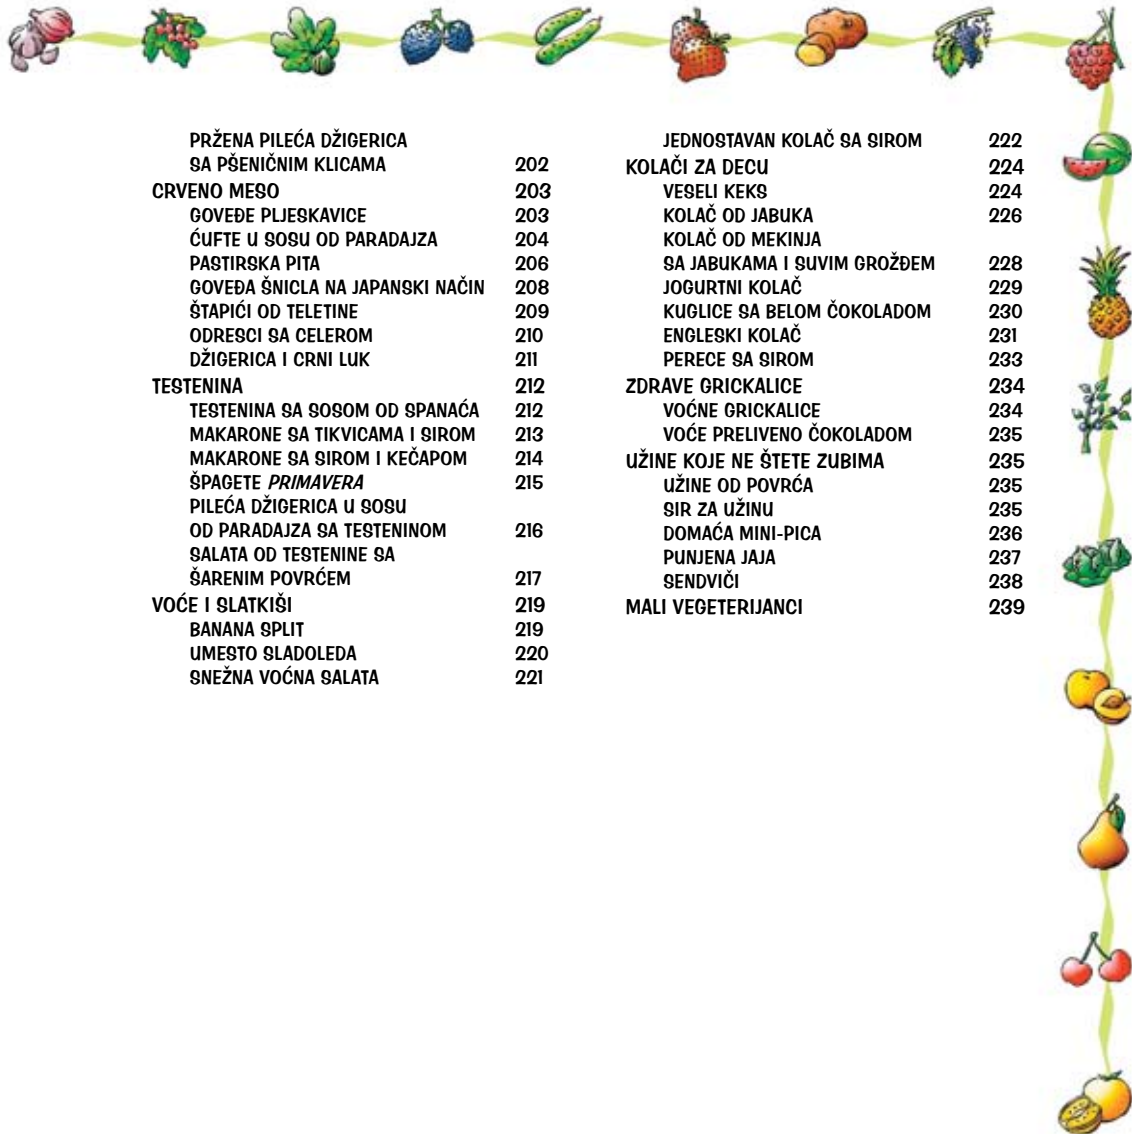 PRŽENA PILEĆA DŽIGERICA
SA PŠENIČNIM KLICAMA 202
CRVENO MESO 203
GOVEĐE PLJESKAVICE 203
ĆUFTE U SOSU OD PARADAJZA 204
PASTIRSKA PITA 206
GOVEĐA ŠNICLA NA JAPANSKI NAČIN 208
ŠTAPIĆI OD TELETINE 209
ODRESCI SA CELEROM 210
DŽIGERICA I CRNI LUK 211
TESTENINA 212
TESTENINA SA SOSOM OD SPANAĆA 212
MAKARONE SA TIKVICAMA I SIROM 213
MAKARONE SA SIROM I KEČAPOM 214
ŠPAGETE PRIMAVERA 215
PILEĆA DŽIGERICA U SOSU
OD PARADAJZA SA TESTENINOM 216
SALATA OD TESTENINE SA
ŠARENIM POVRĆEM 217
VOĆE I SLATKIŠI 219
BANANA SPLIT 219
UMESTO SLADOLEDA 220
SNEŽNA VOĆNA SALATA 221
JEDNOSTAVAN KOLAČ SA SIROM 222
KOLAČI ZA DECU 224
VESELI KEKS 224
KOLAČ OD JABUKA 226
KOLAČ OD MEKINJA
SA JABUKAMA I SUVIM GROŽĐEM 228
JOGURTNI KOLAČ 229
KUGLICE SA BELOM ČOKOLADOM 230
ENGLESKI KOLAČ 231
PERECE SA SIROM 233
ZDRAVE GRICKALICE 234
VOĆNE GRICKALICE 234
VOĆE PRELIVENO ČOKOLADOM 235
UŽINE KOJE NE ŠTETE ZUBIMA 235
UŽINE OD POVRĆA 235
SIR ZA UŽINU 235
DOMAĆA MINI-PICA 236
PUNJENA JAJA 237
SENDVIČI 238
MALI VEGETERIJANCI 239